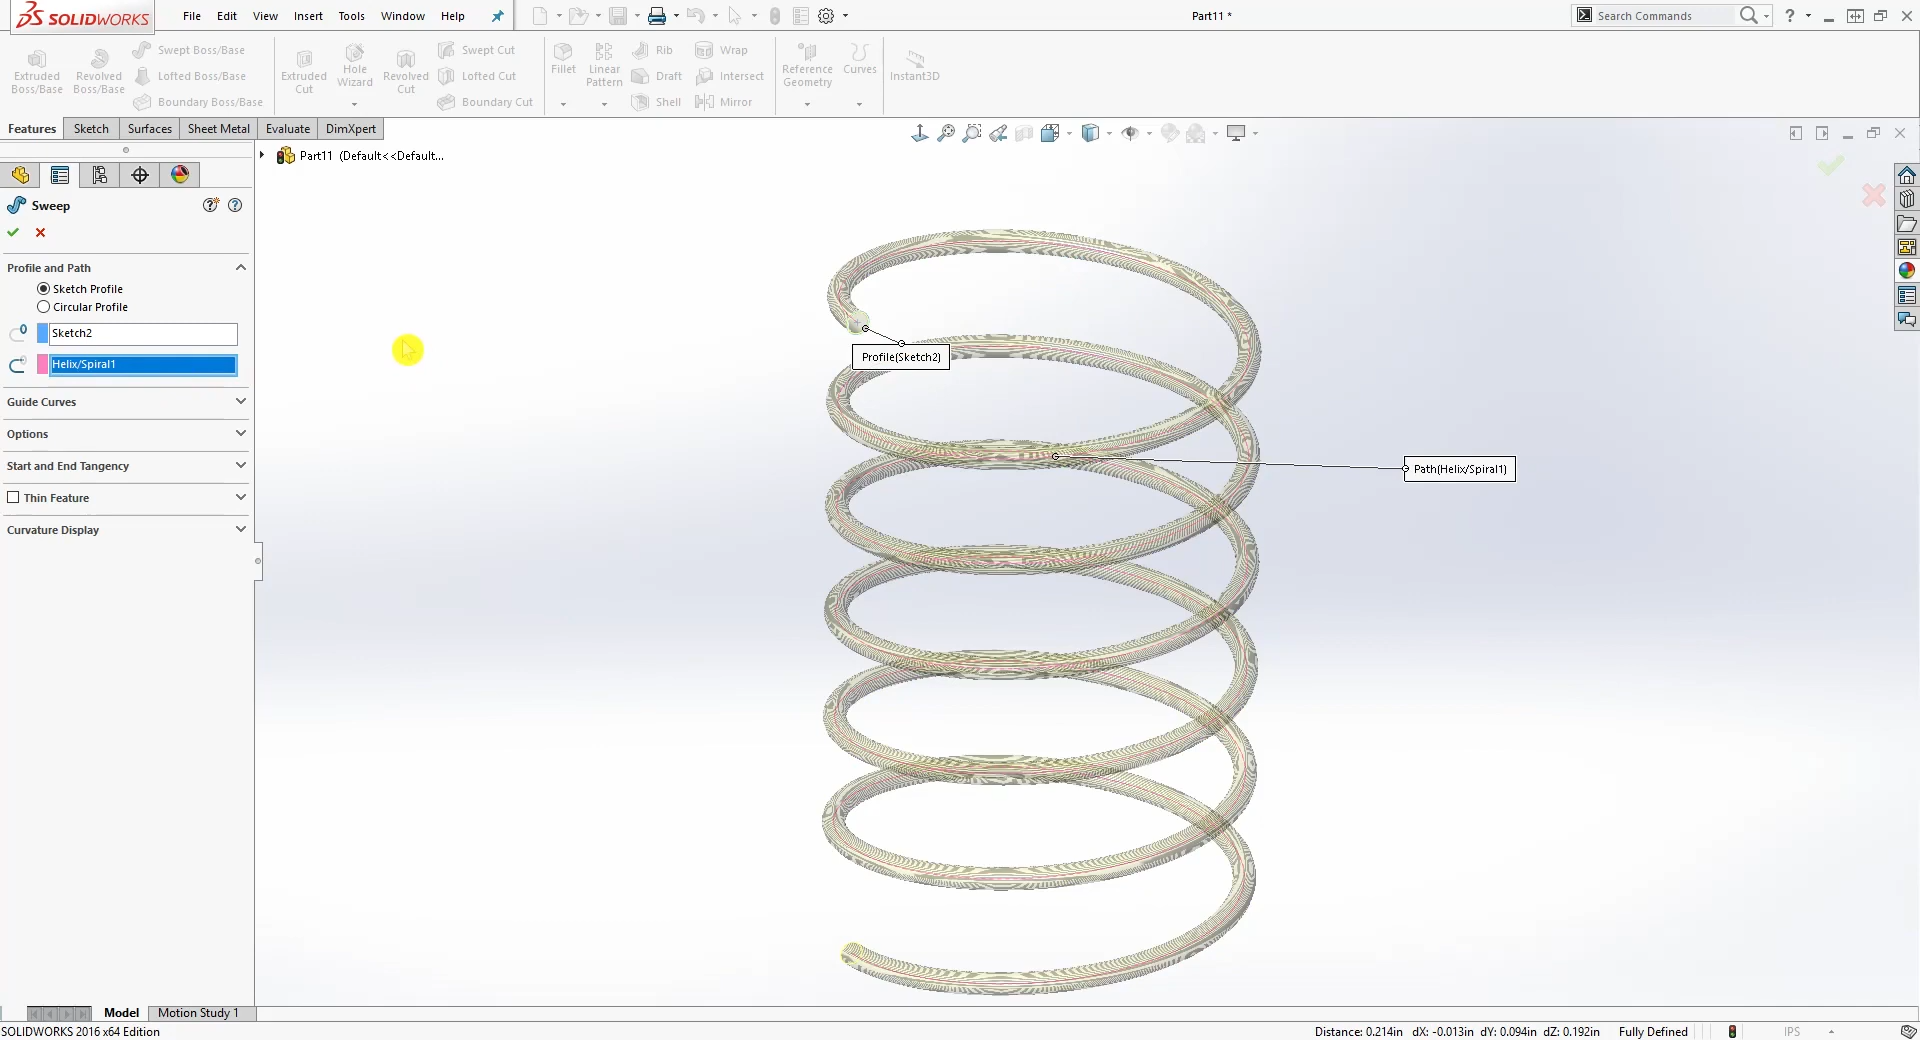 SOLIDWORKS
File Edit View Insert Tools Window Help
Part11 *
Search Commands
Extruded Boss/Base
Revolved Boss/Base
Swept Boss/Base
Lofted Boss/Base
Boundary Boss/Base
Extruded Cut
Hole Wizard
Revolved Cut
Swept Cut
Lofted Cut
Boundary Cut
Fillet
Linear Pattern
Rib
Draft
Shell
Wrap
Intersect
Mirror
Reference Geometry
Curves
Instant3D
Features Sketch Surfaces Sheet Metal Evaluate DimXpert
Part11 (Default<<Default...
Sweep
Profile and Path
Sketch Profile
Circular Profile
Sketch2
Helix/Spiral1
Guide Curves
Options
Start and End Tangency
Thin Feature
Curvature Display
Profile(Sketch2)
Path(Helix/Spiral1)
Model Motion Study 1
SOLIDWORKS 2016 x64 Edition
Distance: 0.214in dX: -0.013in dY: 0.094in dZ: 0.192in Fully Defined IPS